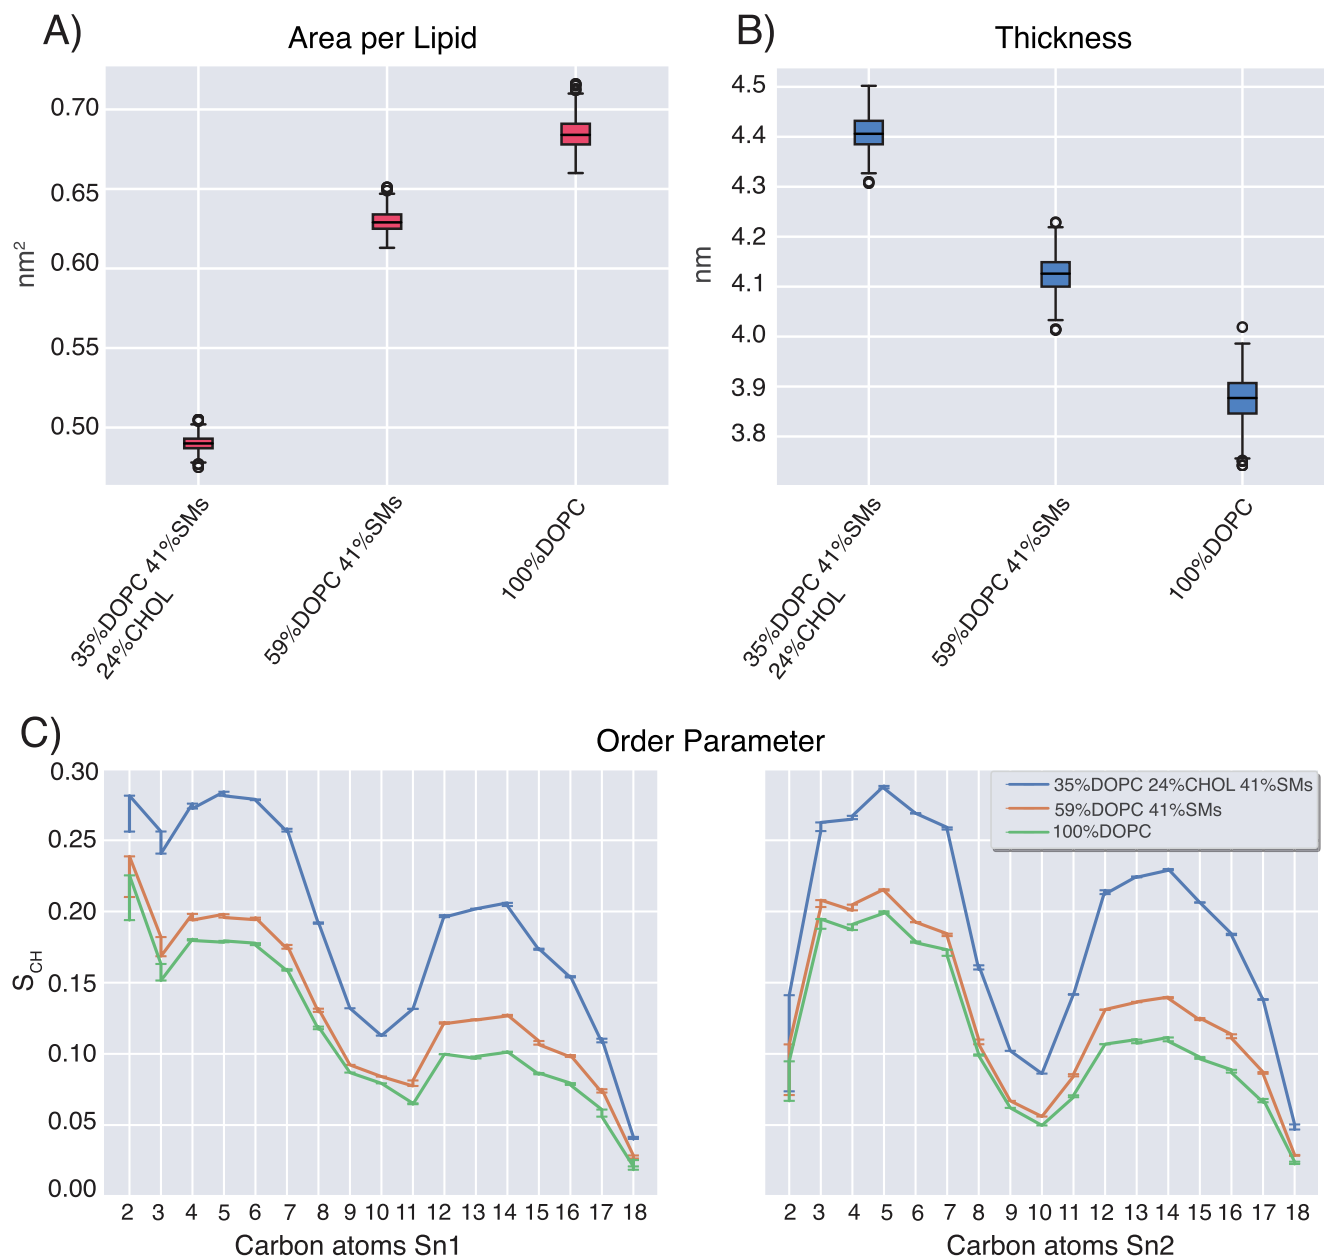 A)
Area per Lipid
nm²
0.70
0.65
0.60
0.55
0.50
35%DOPC 41%SMs
24%CHOL
59%DOPC 41%SMs
100%DOPC
B)
Thickness
nm
4.5
4.4
4.3
4.2
4.1
4.0
3.9
3.8
35%DOPC 41%SMs
24%CHOL
59%DOPC 41%SMs
100%DOPC
C)
Order Parameter
S_CH
0.30
0.25
0.20
0.15
0.10
0.05
0.00
2 3 4 5 6 7 8 9 10 11 12 13 14 15 16 17 18
Carbon atoms Sn1
35%DOPC 24%CHOL 41%SMs
59%DOPC 41%SMs
100%DOPC
2 3 4 5 6 7 8 9 10 11 12 13 14 15 16 17 18
Carbon atoms Sn2